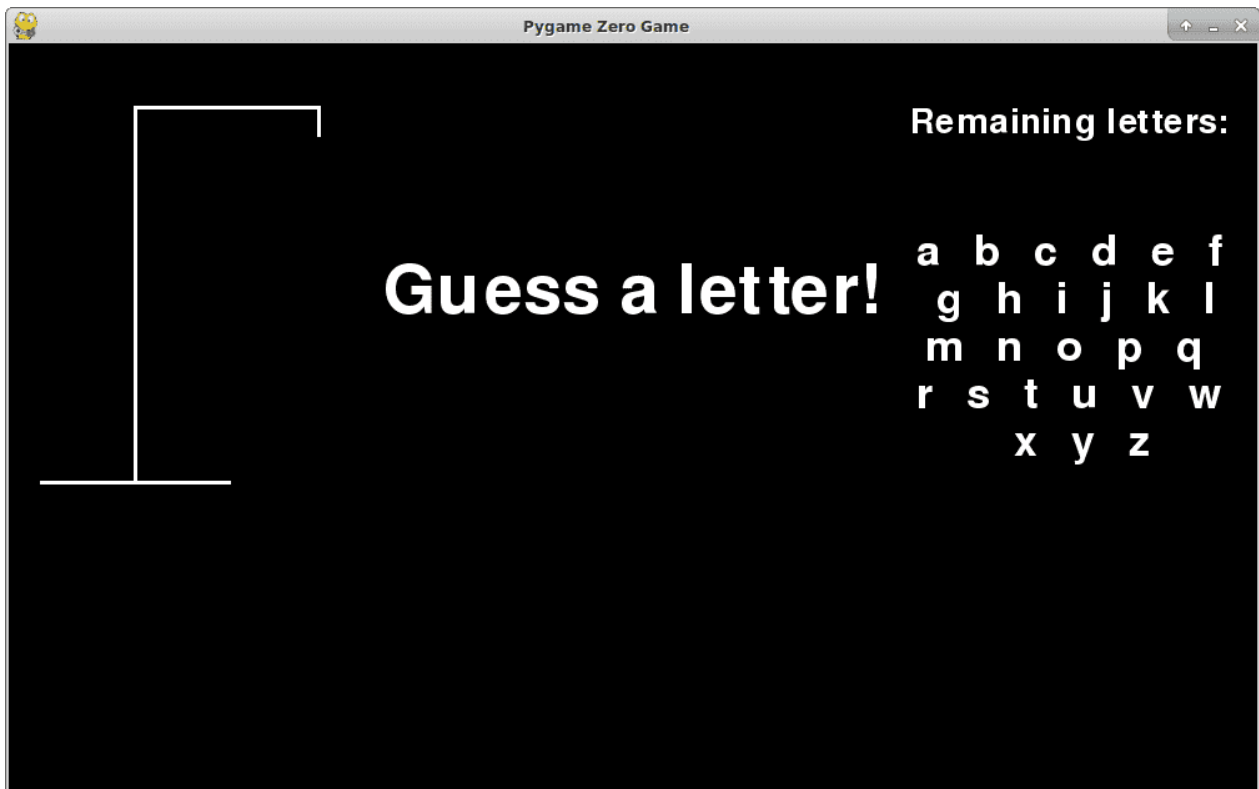 Pygame Zero Game
Remaining letters:
Guess a letter!
a b c d e f
g h i j k l
m n o p q
r s t u v w
x y z